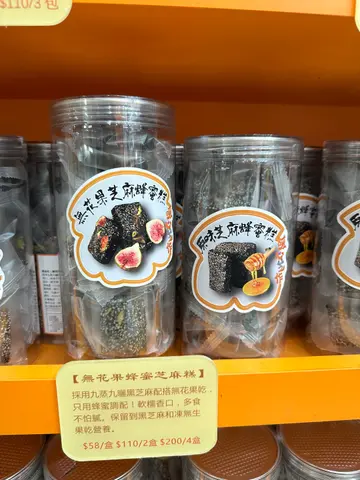 $110/3 包
無花果芝麻蜂蜜糕
原味芝麻蜂蜜糕
【無花果蜂蜜芝麻糕】
採用九蒸九曬黑芝麻配搭無花果乾，
只用蜂蜜調配！軟糯香口，多食
不怕膩。保留到黑芝麻和凍無生
果乾營養。
$58/盒 $110/2盒 $200/4盒